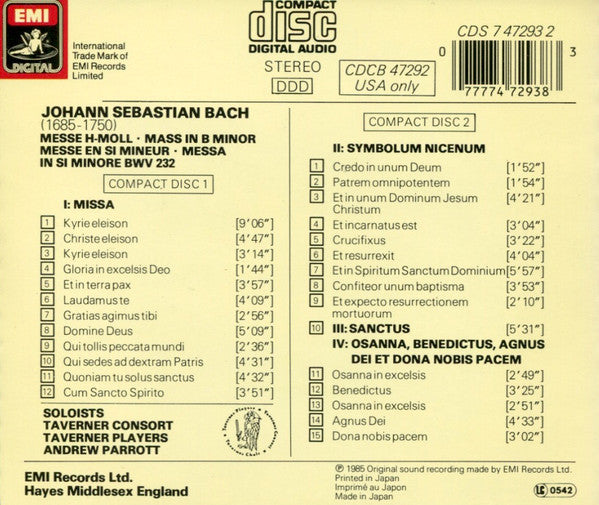 EMI
DIGITAL
International
Trade Mark of
EMI Records
Limited
COMPACT
disc
DIGITAL AUDIO
STEREO
DDD
CDCB 47292
USA only
CDS 7 47293 2
0
3
77774 72938
JOHANN SEBASTIAN BACH
(1685-1750)
MESSE H-MOLL · MASS IN B MINOR
MESSE EN SI MINEUR · MESSA
IN SI MINORE BWV 232
COMPACT DISC 1
I: MISSA
1 Kyrie eleison [9'06"]
2 Christe eleison [4'47"]
3 Kyrie eleison [3'14"]
4 Gloria in excelsis Deo [1'44"]
5 Et in terra pax [3'57"]
6 Laudamus te [4'09"]
7 Gratias agimus tibi [2'56"]
8 Domine Deus [5'09"]
9 Qui tollis peccata mundi [2'36"]
10 Qui sedes ad dextram Patris [4'31"]
11 Quoniam tu solus sanctus [4'32"]
12 Cum Sancto Spirito [3'51"]
SOLOISTS
TAVERNER CONSORT
TAVERNER PLAYERS
ANDREW PARROTT
Taverner Players
Taverner Consort
Taverner Choir
COMPACT DISC 2
II: SYMBOLUM NICENUM
1 Credo in unum Deum [1'52"]
2 Patrem omnipotentem [1'54"]
3 Et in unum Dominum Jesum [4'21"]
Christum
4 Et incarnatus est [3'04"]
5 Crucifixus [3'22"]
6 Et resurrexit [4'04"]
7 Et in Spiritum Sanctum Dominium [5'57"]
8 Confiteor unum baptisma [3'53"]
9 Et expecto resurrectionem [2'10"]
mortuorum
10 III: SANCTUS [5'31"]
IV: OSANNA, BENEDICTUS, AGNUS
DEI ET DONA NOBIS PACEM
11 Osanna in excelsis [2'49"]
12 Benedictus [3'25"]
13 Osanna in excelsis [2'51"]
14 Agnus Dei [4'33"]
15 Dona nobis pacem [3'02"]
EMI Records Ltd.
Hayes Middlesex England
℗ 1985 Original sound recording made by EMI Records Ltd.
Printed in Japan
Imprimé au Japan
Made in Japan
LC 0542